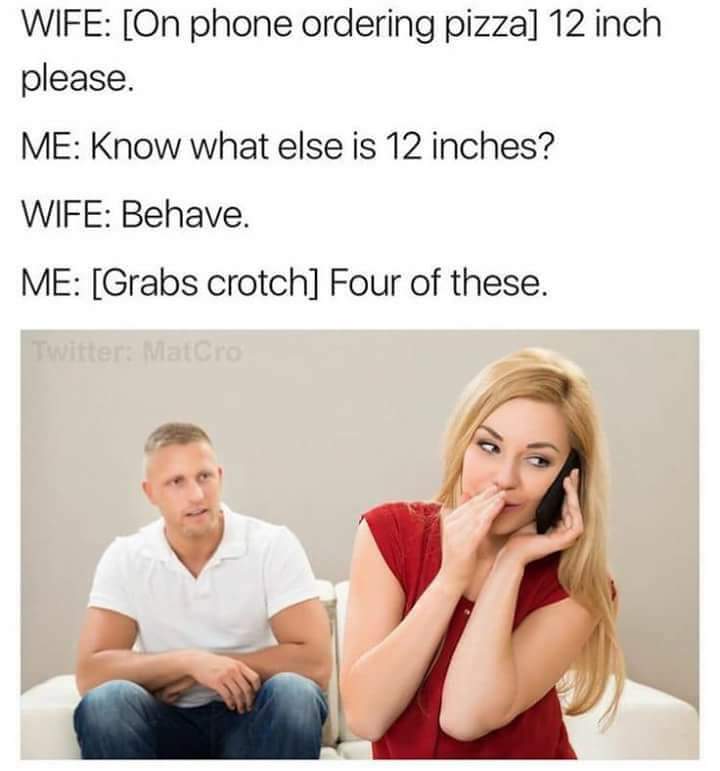 WIFE: [On phone ordering pizza] 12 inch
please.
ME: Know what else is 12 inches?
WIFE: Behave.
ME: [Grabs crotch] Four of these.
Twitter: MatCro